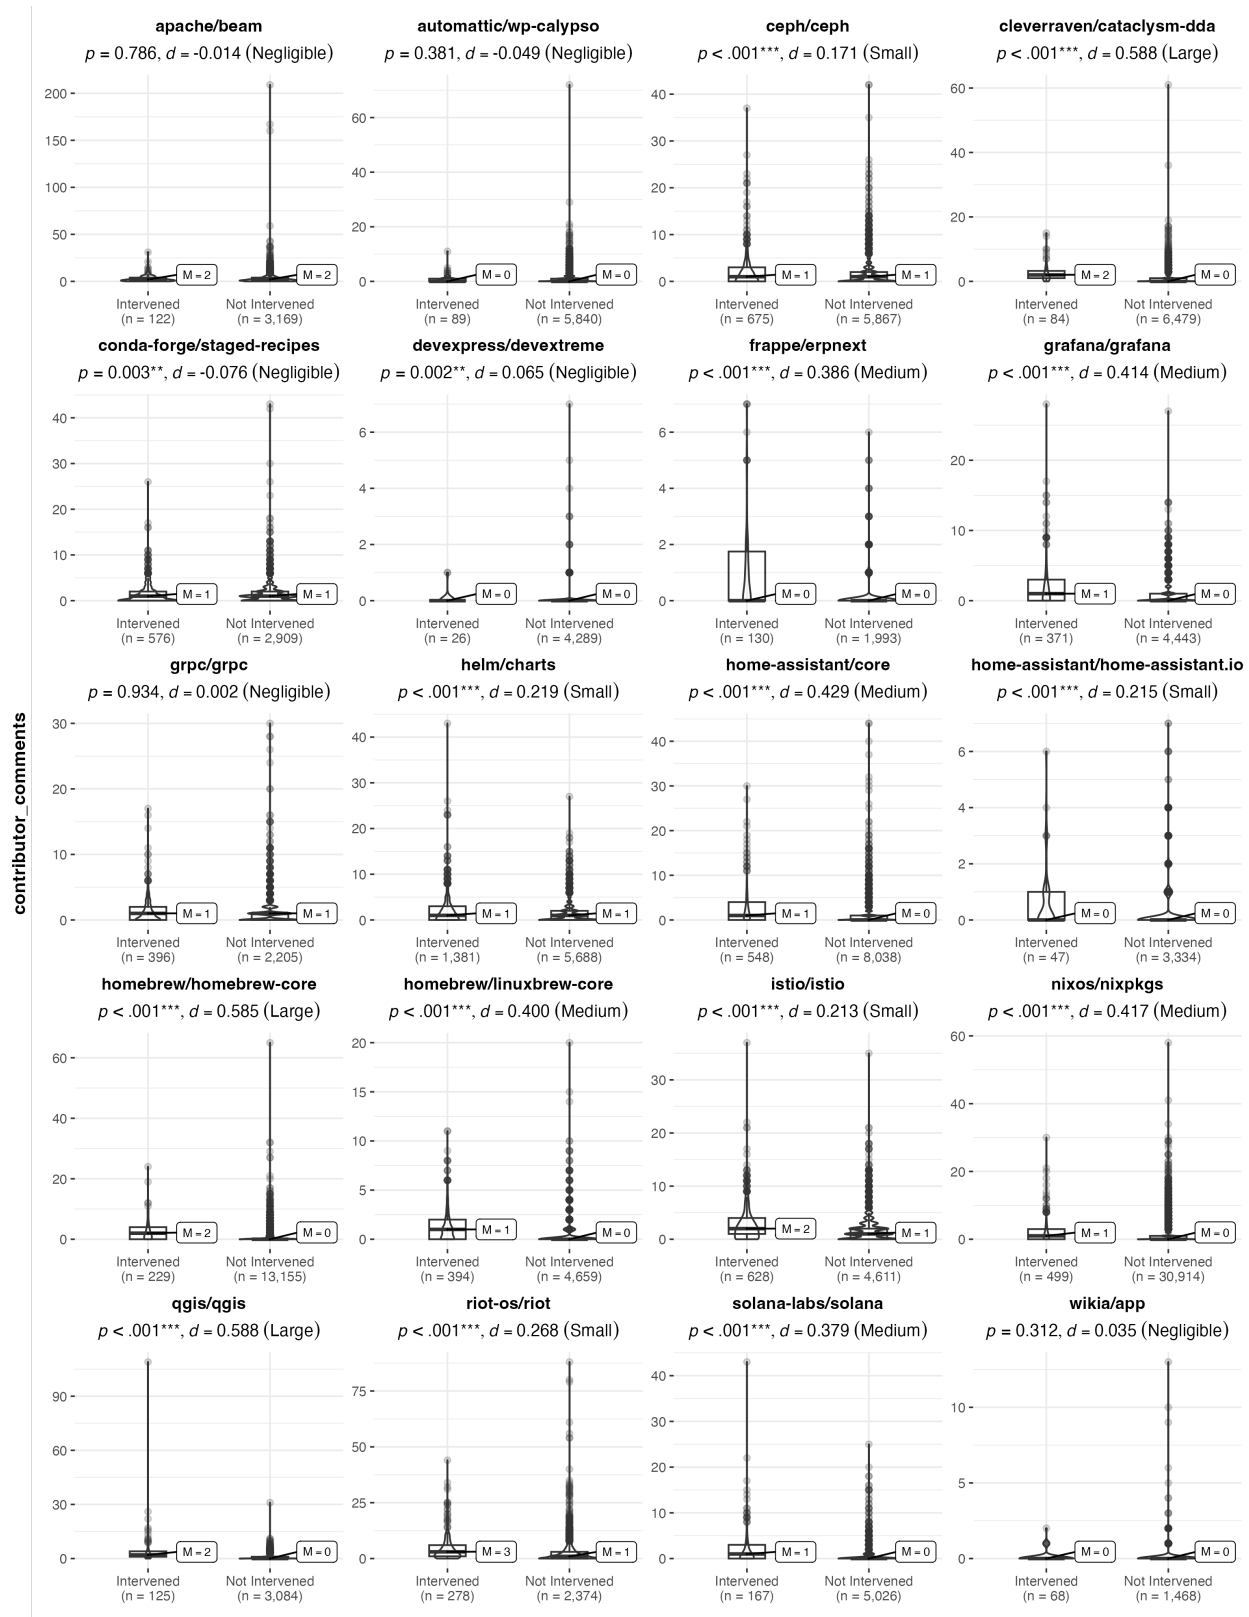 contributor_comments
apache/beam
p = 0.786, d = -0.014 (Negligible)
200
150
100
50
0
M = 2
M = 2
Intervened
(n = 122)
Not Intervened
(n = 3,169)
automattic/wp-calypso
p = 0.381, d = -0.049 (Negligible)
60
40
20
0
M = 0
M = 0
Intervened
(n = 89)
Not Intervened
(n = 5,840)
ceph/ceph
p < .001***, d = 0.171 (Small)
40
30
20
10
0
M = 1
M = 1
Intervened
(n = 675)
Not Intervened
(n = 5,867)
cleverraven/cataclysm-dda
p < .001***, d = 0.588 (Large)
60
40
20
0
M = 2
M = 0
Intervened
(n = 84)
Not Intervened
(n = 6,479)
conda-forge/staged-recipes
p = 0.003**, d = -0.076 (Negligible)
40
30
20
10
0
M = 1
M = 1
Intervened
(n = 576)
Not Intervened
(n = 2,909)
devexpress/devextreme
p = 0.002**, d = 0.065 (Negligible)
6
4
2
0
M = 0
M = 0
Intervened
(n = 26)
Not Intervened
(n = 4,289)
frappe/erpnext
p < .001***, d = 0.386 (Medium)
6
4
2
0
M = 0
M = 0
Intervened
(n = 130)
Not Intervened
(n = 1,993)
grafana/grafana
p < .001***, d = 0.414 (Medium)
20
10
0
M = 1
M = 0
Intervened
(n = 371)
Not Intervened
(n = 4,443)
grpc/grpc
p = 0.934, d = 0.002 (Negligible)
30
20
10
0
M = 1
M = 1
Intervened
(n = 396)
Not Intervened
(n = 2,205)
helm/charts
p < .001***, d = 0.219 (Small)
40
30
20
10
0
M = 1
M = 1
Intervened
(n = 1,381)
Not Intervened
(n = 5,688)
home-assistant/core
p < .001***, d = 0.429 (Medium)
40
30
20
10
0
M = 1
M = 0
Intervened
(n = 548)
Not Intervened
(n = 8,038)
home-assistant/home-assistant.io
p < .001***, d = 0.215 (Small)
6
4
2
0
M = 0
M = 0
Intervened
(n = 47)
Not Intervened
(n = 3,334)
homebrew/homebrew-core
p < .001***, d = 0.585 (Large)
60
40
20
0
M = 2
M = 0
Intervened
(n = 229)
Not Intervened
(n = 13,155)
homebrew/linuxbrew-core
p < .001***, d = 0.400 (Medium)
20
15
10
5
0
M = 1
M = 0
Intervened
(n = 394)
Not Intervened
(n = 4,659)
istio/istio
p < .001***, d = 0.213 (Small)
30
20
10
0
M = 2
M = 1
Intervened
(n = 628)
Not Intervened
(n = 4,611)
nixos/nixpkgs
p < .001***, d = 0.417 (Medium)
60
40
20
0
M = 1
M = 0
Intervened
(n = 499)
Not Intervened
(n = 30,914)
qgis/qgis
p < .001***, d = 0.588 (Large)
90
60
30
0
M = 2
M = 0
Intervened
(n = 125)
Not Intervened
(n = 3,084)
riot-os/riot
p < .001***, d = 0.268 (Small)
75
50
25
0
M = 3
M = 1
Intervened
(n = 278)
Not Intervened
(n = 2,374)
solana-labs/solana
p < .001***, d = 0.379 (Medium)
40
30
20
10
0
M = 1
M = 0
Intervened
(n = 167)
Not Intervened
(n = 5,026)
wikia/app
p = 0.312, d = 0.035 (Negligible)
10
5
0
M = 0
M = 0
Intervened
(n = 68)
Not Intervened
(n = 1,468)